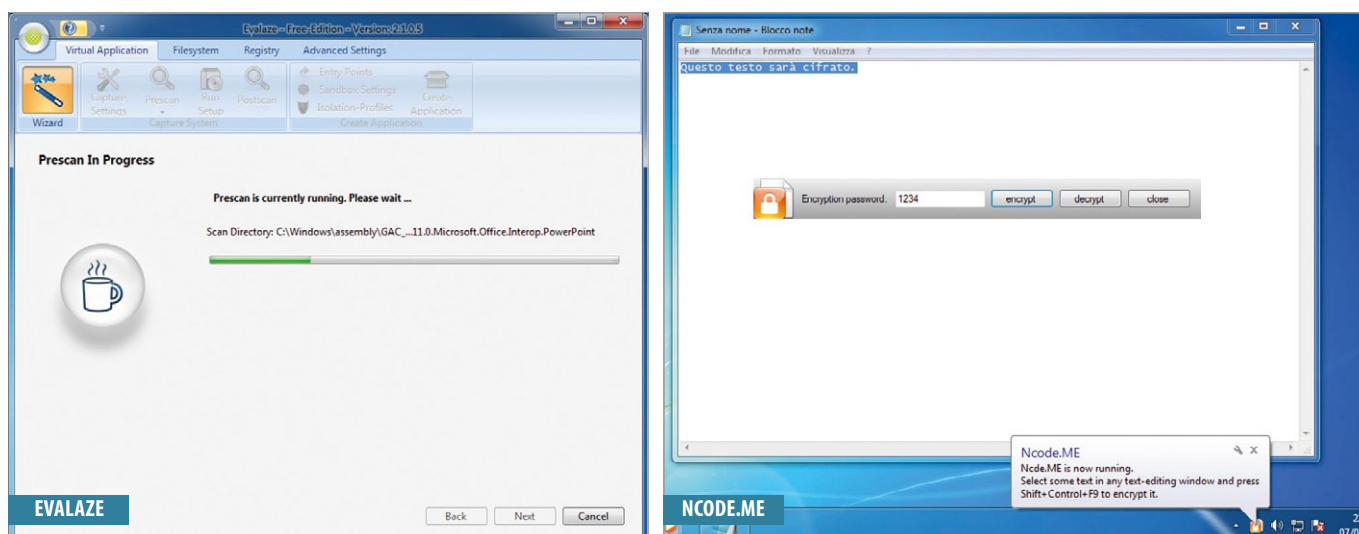 Evalaze - Free-Edition - Version: 2.1.0.5
Virtual Application Filesystem Registry Advanced Settings
Wizard
Capture Settings
Prescan
Run Setup
Postscan
Entry Points
Sandbox Settings
Isolation-Profiles
Create Application
Capture System
Create Application
Prescan In Progress
Prescan is currently running. Please wait ...
Scan Directory: C:\Windows\assembly\GAC_...11.0.Microsoft.Office.Interop.PowerPoint
Back Next Cancel
EVALAZE
Senza nome - Blocco note
File Modifica Formato Visualizza ?
Questo testo sarà cifrato.
Encryption password: 1234 encrypt decrypt close
Ncode.ME
Ncde.ME is now running.
Select some text in any text-editing window and press
Shift+Control+F9 to encrypt it.
NCODE.ME